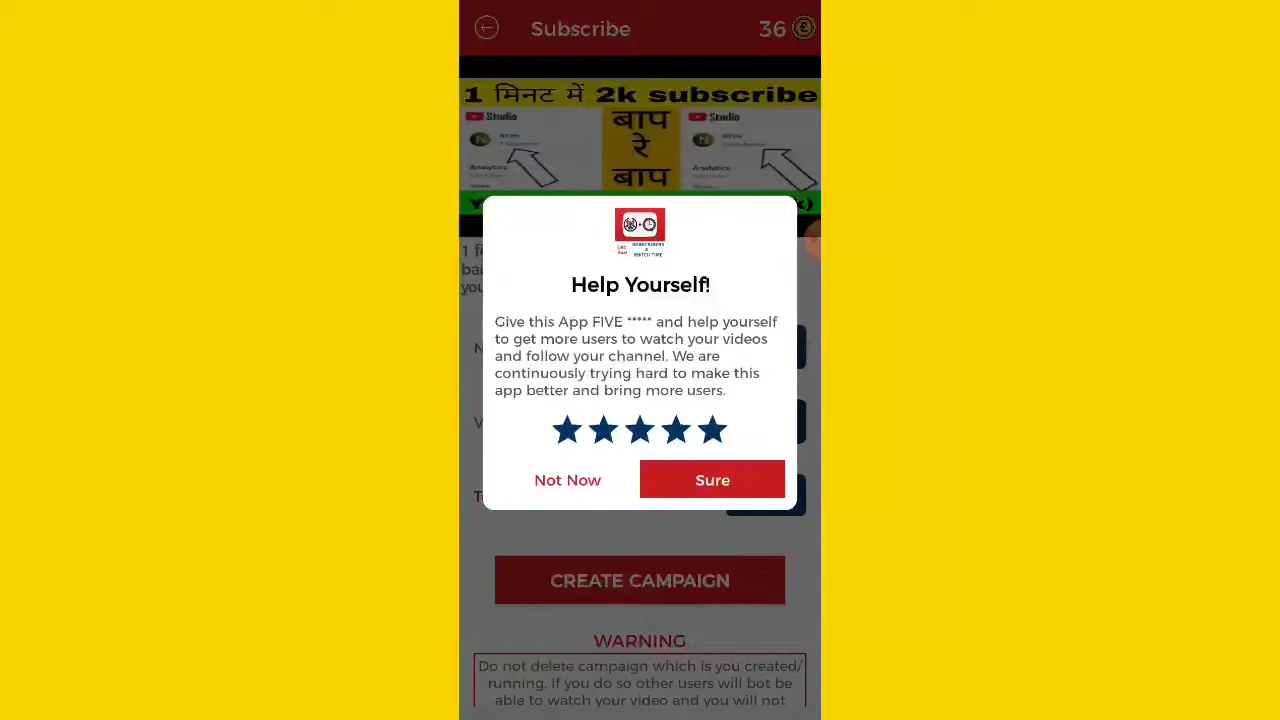 Subscribe
36
1 मिनट में 2k subscribe
Studio
Studio
बाप
रे
बाप
Analytics
Analytics
SUBSCRIBERS
&
WATCH TIME
Help Yourself!
Give this App FIVE ***** and help yourself
to get more users to watch your videos
and follow your channel. We are
continuously trying hard to make this
app better and bring more users.
Not Now
Sure
CREATE CAMPAIGN
WARNING
Do not delete campaign which is you created/
running, If you do so other users will bot be
able to watch your video and you will not